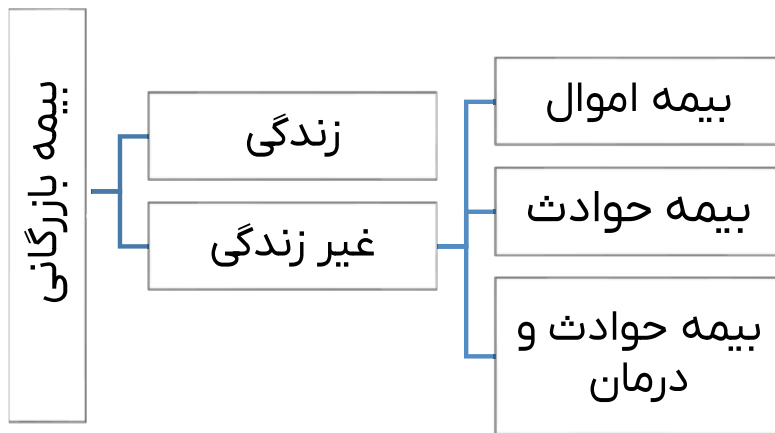 بیمه بازرگانی
زندگی
غیر زندگی
بیمه اموال
بیمه حوادث
بیمه حوادث و
درمان